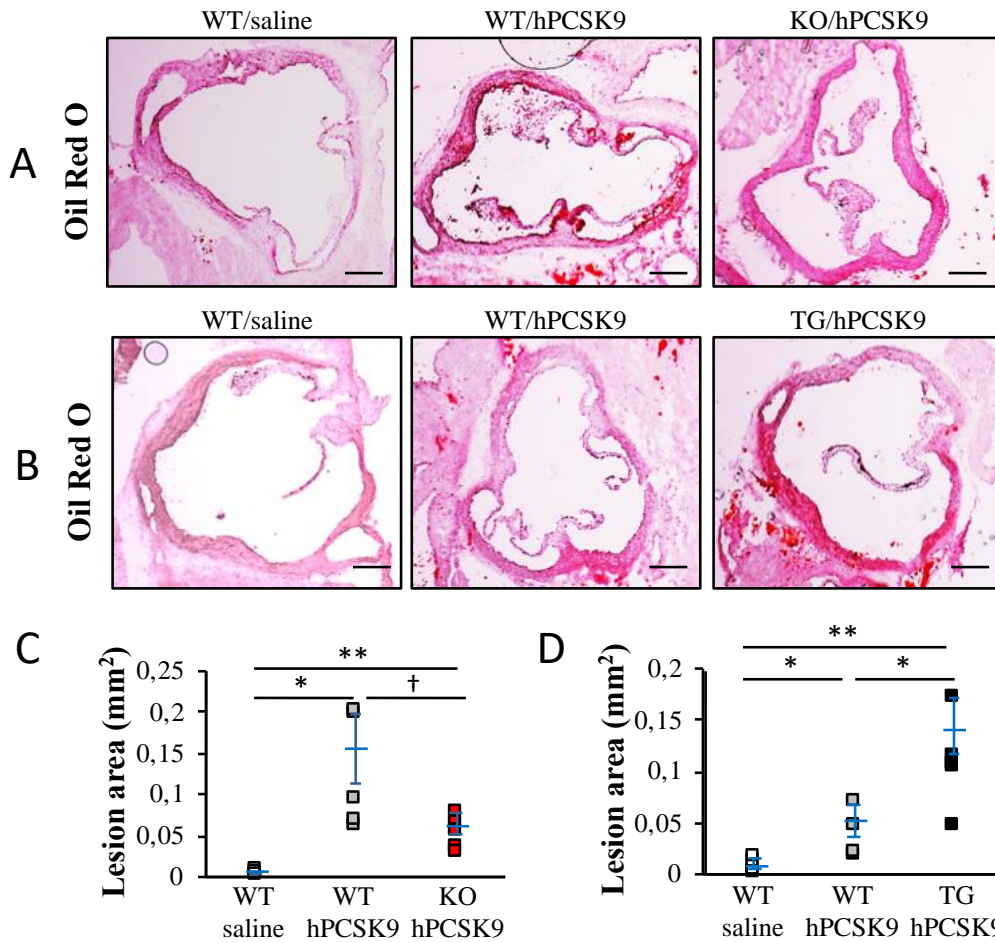 WT/saline WT/hPCSK9 KO/hPCSK9
A
Oil Red O
WT/saline WT/hPCSK9 TG/hPCSK9
B
Oil Red O
C
Lesion area (mm²)
0,25
0,2
0,15
0,1
0,05
0
**
* †
WT WT KO
saline hPCSK9 hPCSK9
D
Lesion area (mm²)
0,2
0,15
0,1
0,05
0
**
* *
WT WT TG
saline hPCSK9 hPCSK9